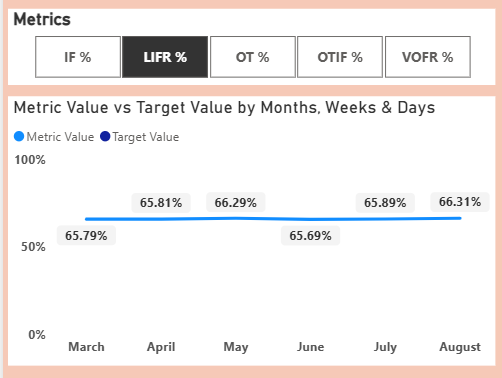 Metrics
IF %
LIFR %
OT %
OTIF %
VOFR %
Metric Value vs Target Value by Months, Weeks & Days
Metric Value
Target Value
100%
65.79%
65.81%
66.29%
65.69%
65.89%
66.31%
50%
0%
March
April
May
June
July
August